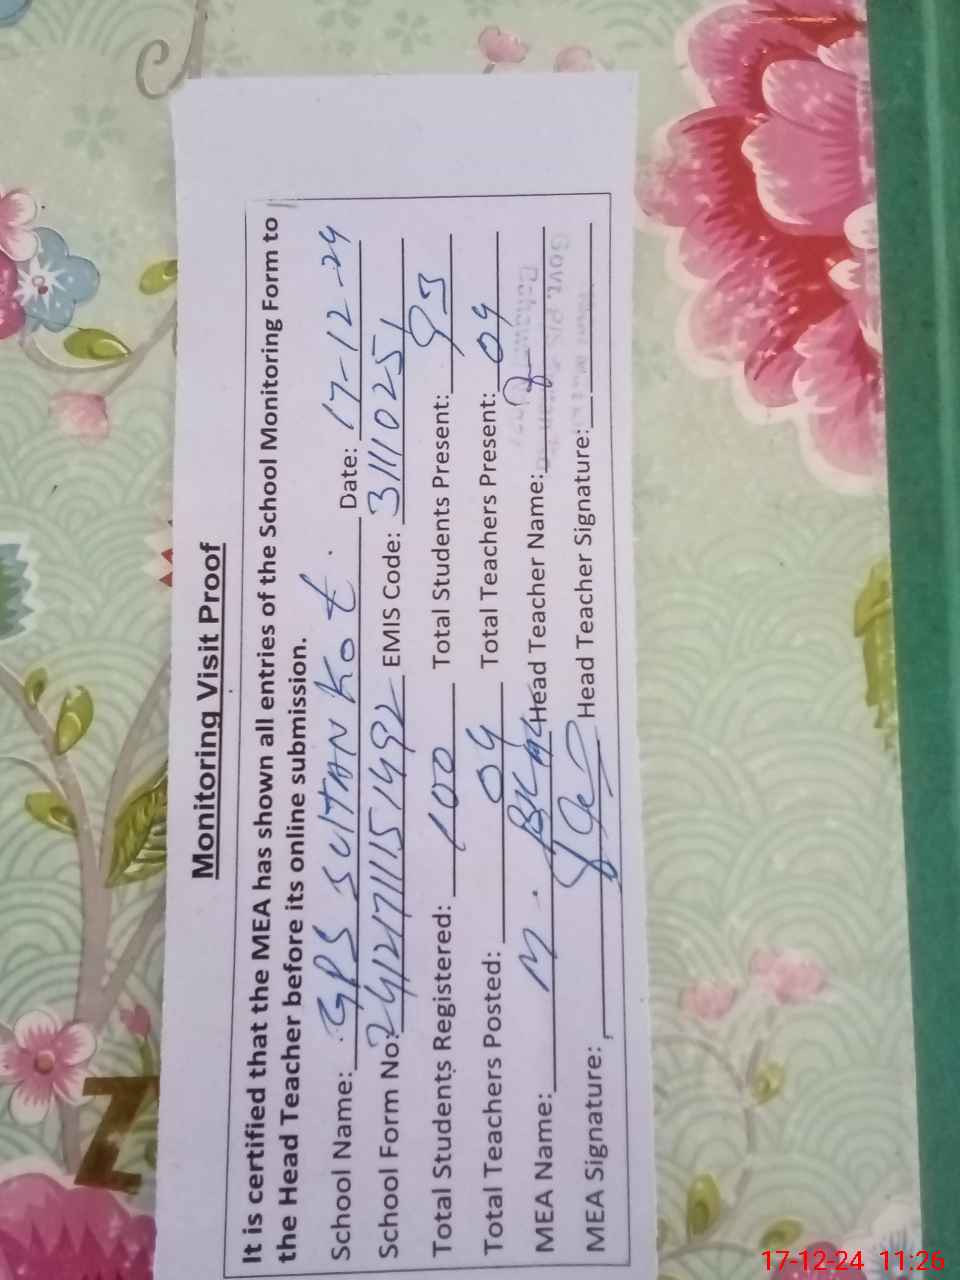 Monitoring Visit Proof
It is certified that the MEA has shown all entries of the School Monitoring Form to
the Head Teacher before its online submission.
School Name: GPS SULTAN KOT. Date: 17-12-24
School Form No: EMIS Code: 31111025
Total Students Registered: 100 Total Students Present: 93
Total Teachers Posted: 04 Total Teachers Present: 04
MEA Name: M. Head Teacher Name:
MEA Signature: Head Teacher Signature:
Govt. P/S
17-12-24 11:26